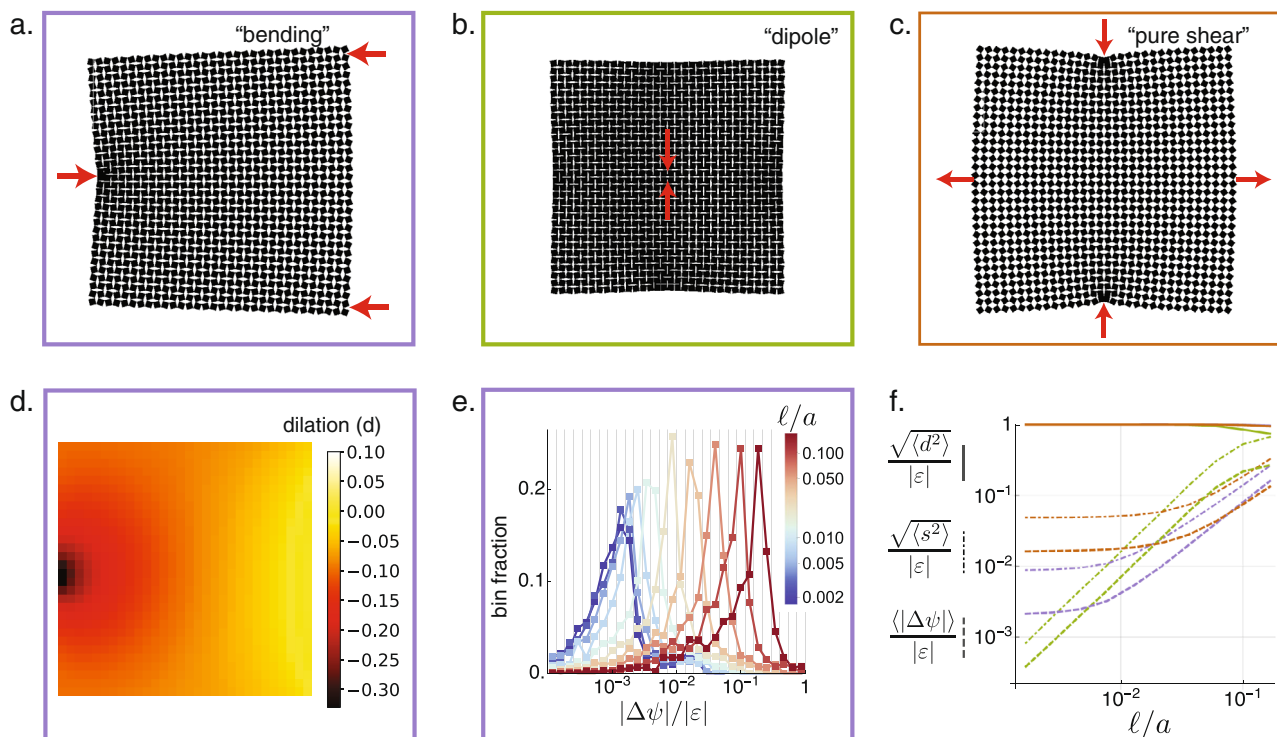 a.
“bending”
b.
“dipole”
c.
“pure shear”
d.
dilation (d)
0.10
0.05
0.00
−0.05
−0.10
−0.15
−0.20
−0.25
−0.30
e.
ℓ/a
0.2
0.1
0.
bin fraction
0.100
0.050
0.010
0.005
0.002
10⁻³
10⁻²
10⁻¹
1
|Δψ|/|ε|
f.
√⟨d²⟩/|ε|
√⟨s²⟩/|ε|
⟨|Δψ|⟩/|ε|
1
10⁻¹
10⁻²
10⁻³
10⁻²
10⁻¹
ℓ/a